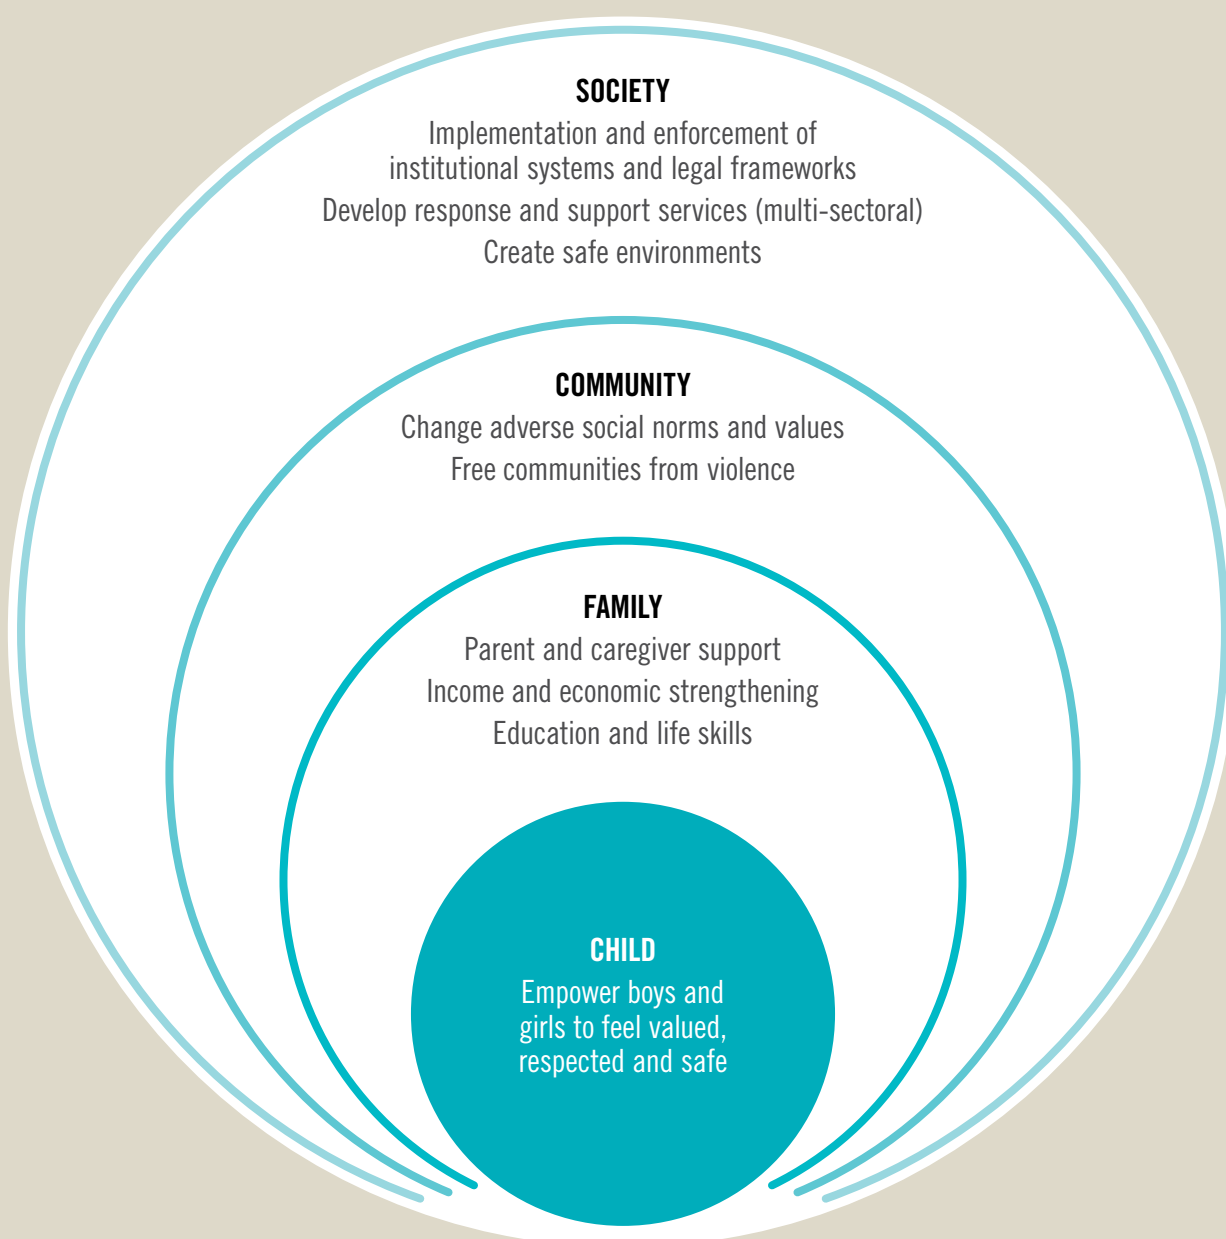 SOCIETY
Implementation and enforcement of
institutional systems and legal frameworks
Develop response and support services (multi-sectoral)
Create safe environments
COMMUNITY
Change adverse social norms and values
Free communities from violence
FAMILY
Parent and caregiver support
Income and economic strengthening
Education and life skills
CHILD
Empower boys and
girls to feel valued,
respected and safe